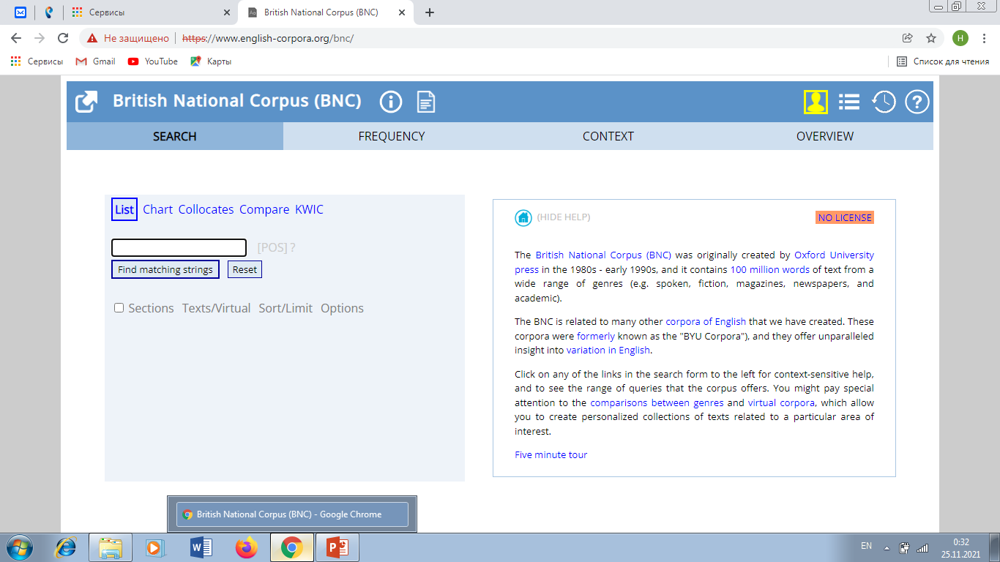 Сервисы
British National Corpus (BNC)
Не защищено
https://www.english-corpora.org/bnc/
H
Сервисы
Gmail
YouTube
Карты
Список для чтения
British National Corpus (BNC)
SEARCH
FREQUENCY
CONTEXT
OVERVIEW
List Chart Collocates Compare KWIC
[POS] ?
Find matching strings
Reset
Sections Texts/Virtual Sort/Limit Options
(HIDE HELP)
NO LICENSE
The British National Corpus (BNC) was originally created by Oxford University
press in the 1980s - early 1990s, and it contains 100 million words of text from a
wide range of genres (e.g. spoken, fiction, magazines, newspapers, and
academic).
The BNC is related to many other corpora of English that we have created. These
corpora were formerly known as the "BYU Corpora"), and they offer unparalleled
insight into variation in English.
Click on any of the links in the search form to the left for context-sensitive help,
and to see the range of queries that the corpus offers. You might pay special
attention to the comparisons between genres and virtual corpora, which allow
you to create personalized collections of texts related to a particular area of
interest.
Five minute tour
British National Corpus (BNC) - Google Chrome
EN
0:32
25.11.2021